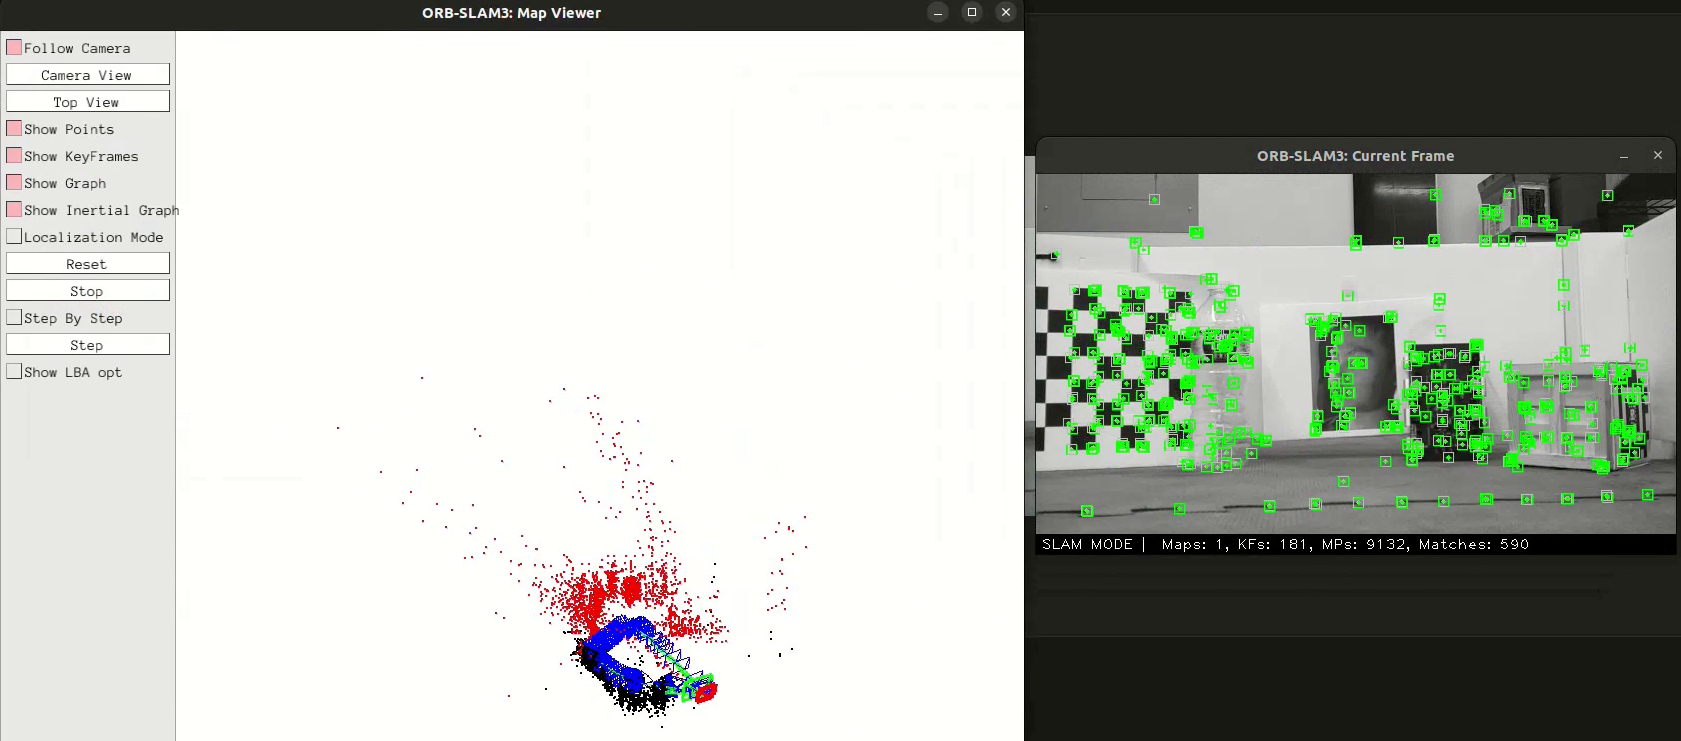 ORB-SLAM3: Map Viewer
Follow Camera
Camera View
Top View
Show Points
Show KeyFrames
Show Graph
Show Inertial Graph
Localization Mode
Reset
Stop
Step By Step
Step
Show LBA opt
ORB-SLAM3: Current Frame
SLAM MODE | Maps: 1, KFs: 181, MPs: 9132, Matches: 590